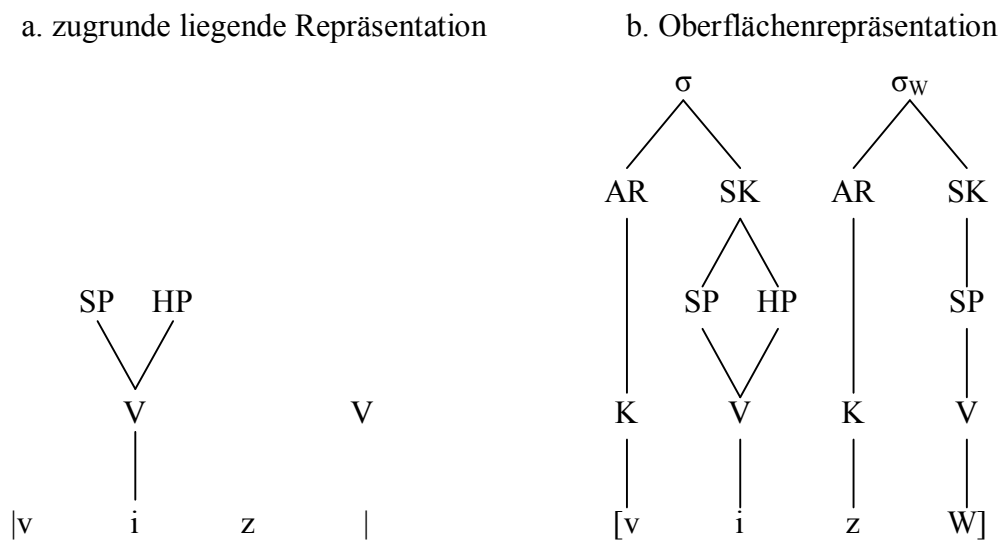 a. zugrunde liegende Repräsentation b. Oberflächenrepräsentation
σ σW
AR SK AR SK
SP HP SP HP SP
V V K V K V
|v i z | [v i z W]